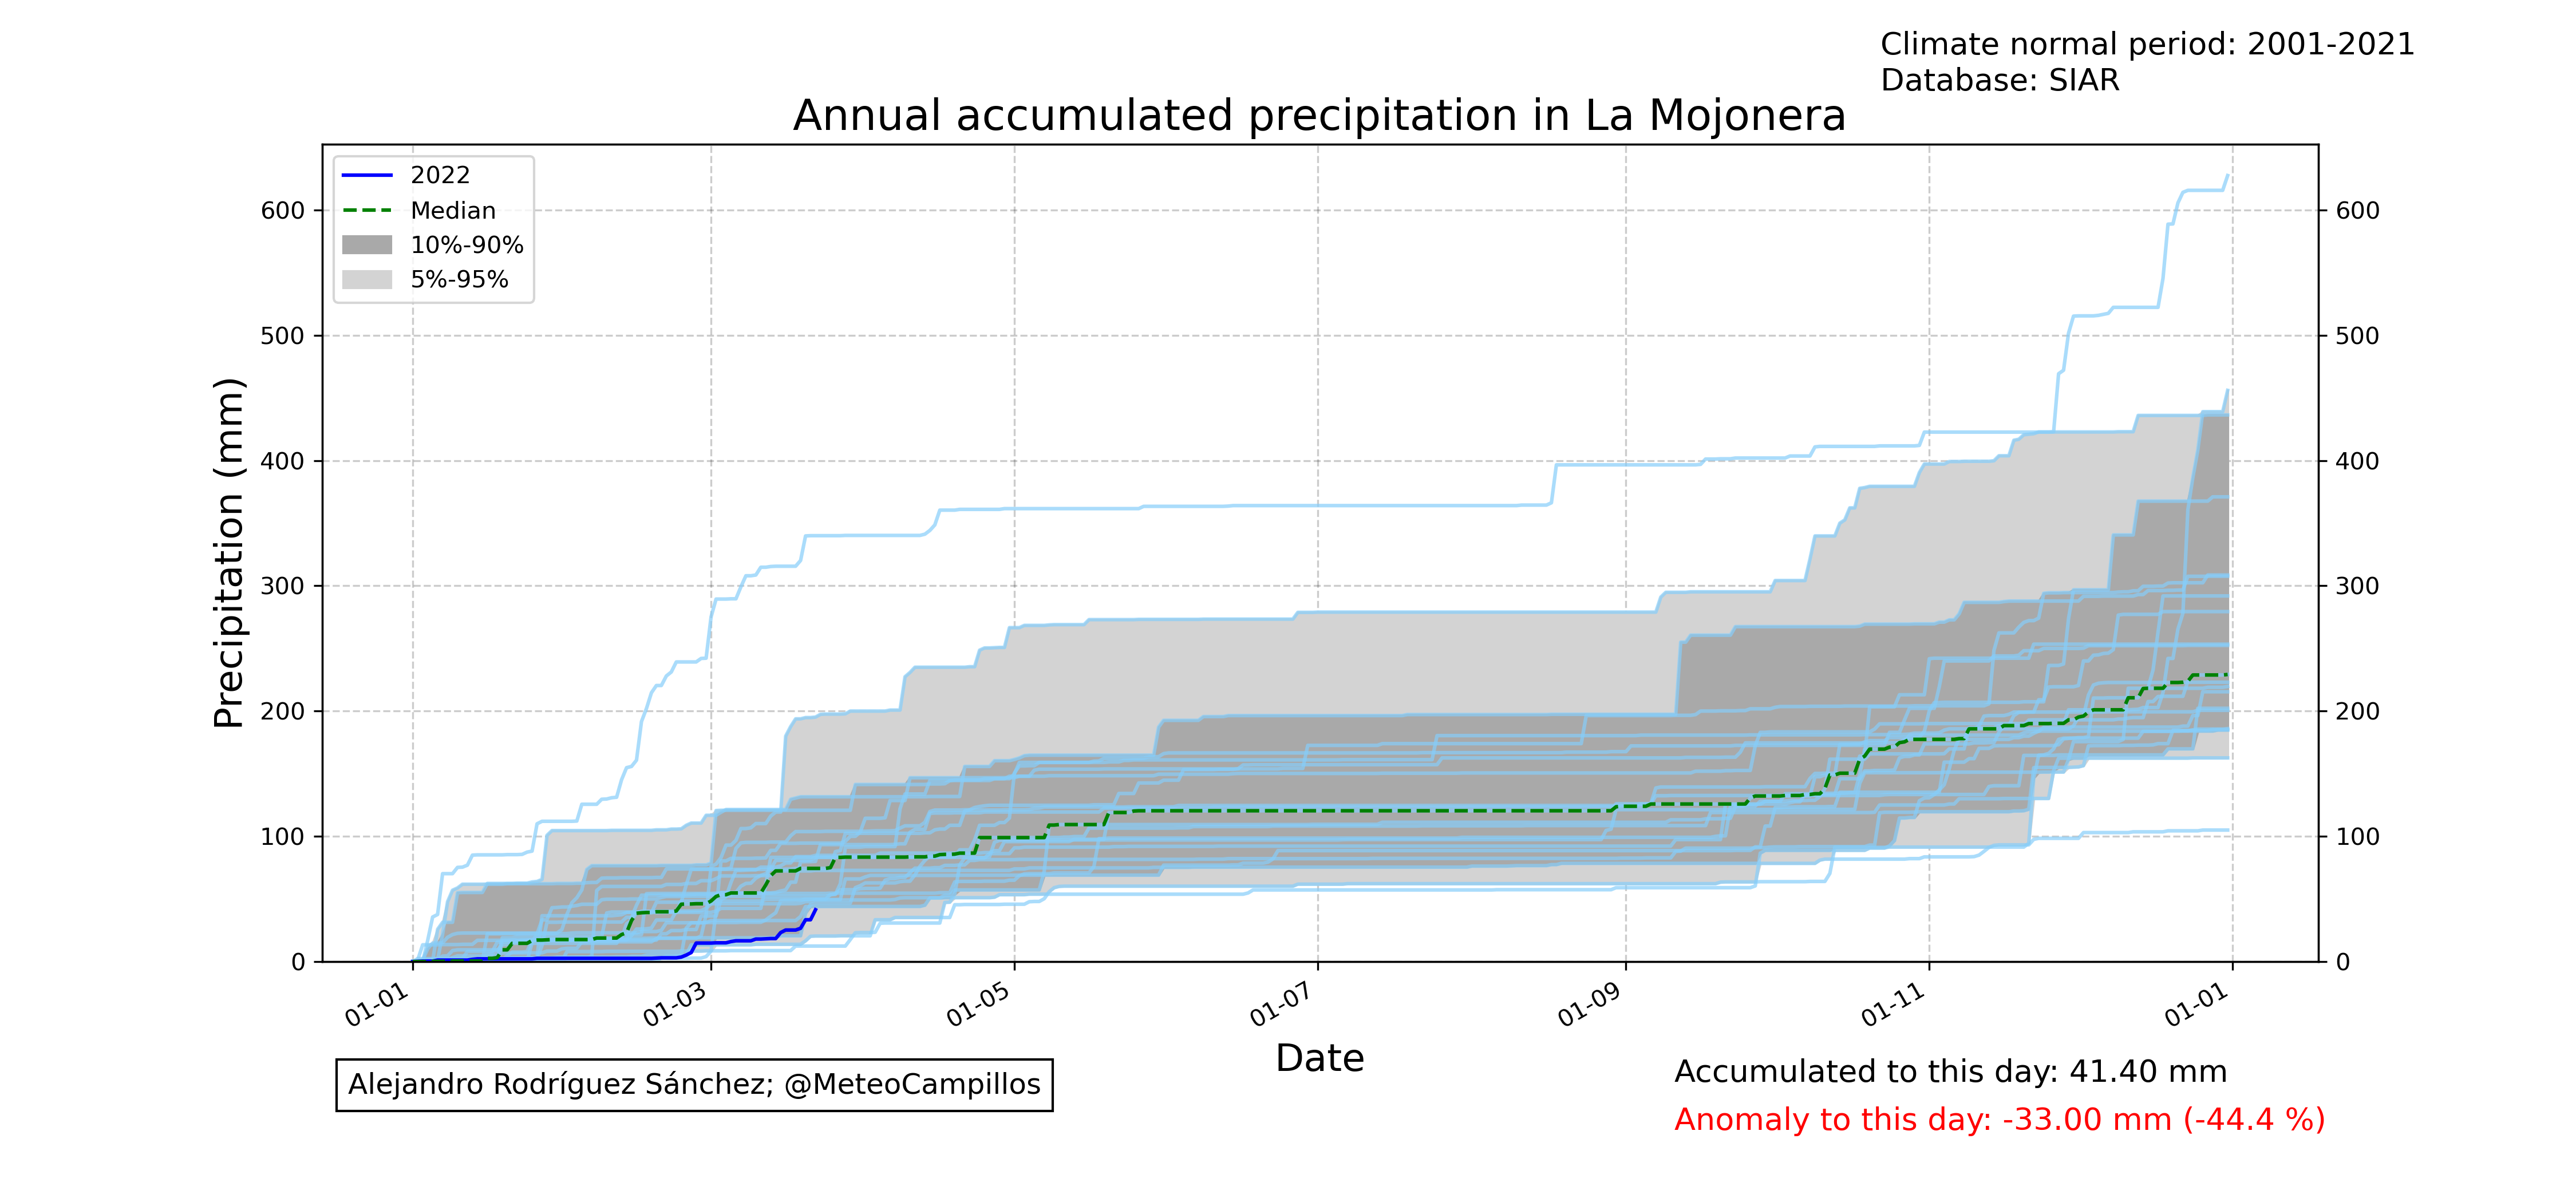 Climate normal period: 2001-2021
Database: SIAR
Annual accumulated precipitation in La Mojonera
2022
Median
10%-90%
5%-95%
Precipitation (mm)
600
500
400
300
200
100
0
600
500
400
300
200
100
0
01-01
01-03
01-05
01-07
01-09
01-11
01-01
Date
Alejandro Rodríguez Sánchez; @MeteoCampillos
Accumulated to this day: 41.40 mm
Anomaly to this day: -33.00 mm (-44.4 %)